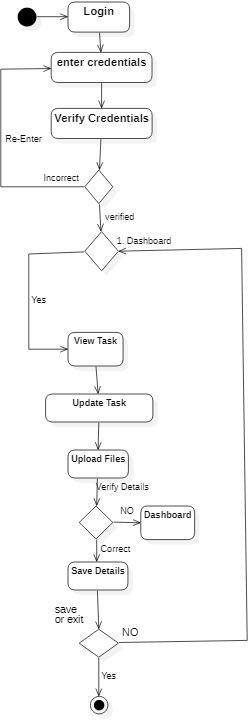 Login
enter credentials
Verify Credentials
Re-Enter
Incorrect
verified
1. Dashboard
Yes
View Task
Update Task
Upload Files
Verify Details
NO
Dashboard
Correct
Save Details
save
or exit
NO
Yes